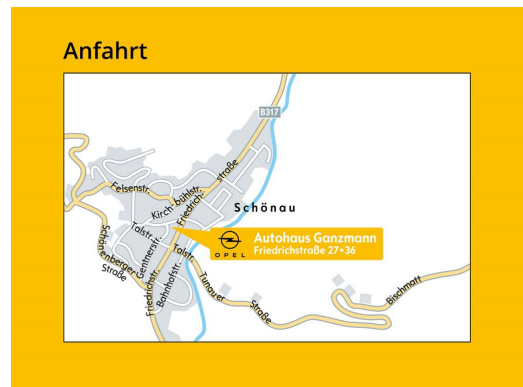 Anfahrt
B317
Felsenstr.
Kirch-
bühlstr.
Friedrich-
straße
Schönau
Talstr.
Gentnerstr.
Schönenberger
Straße
Friedrichstr.
Bahnhofstr.
Talstr.
Tunauer
Straße
Bischmatt
OPEL
Autohaus Ganzmann
Friedrichstraße 27+36